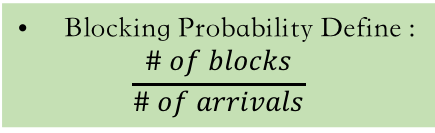 • Blocking Probability Define :
# of blocks
# of arrivals